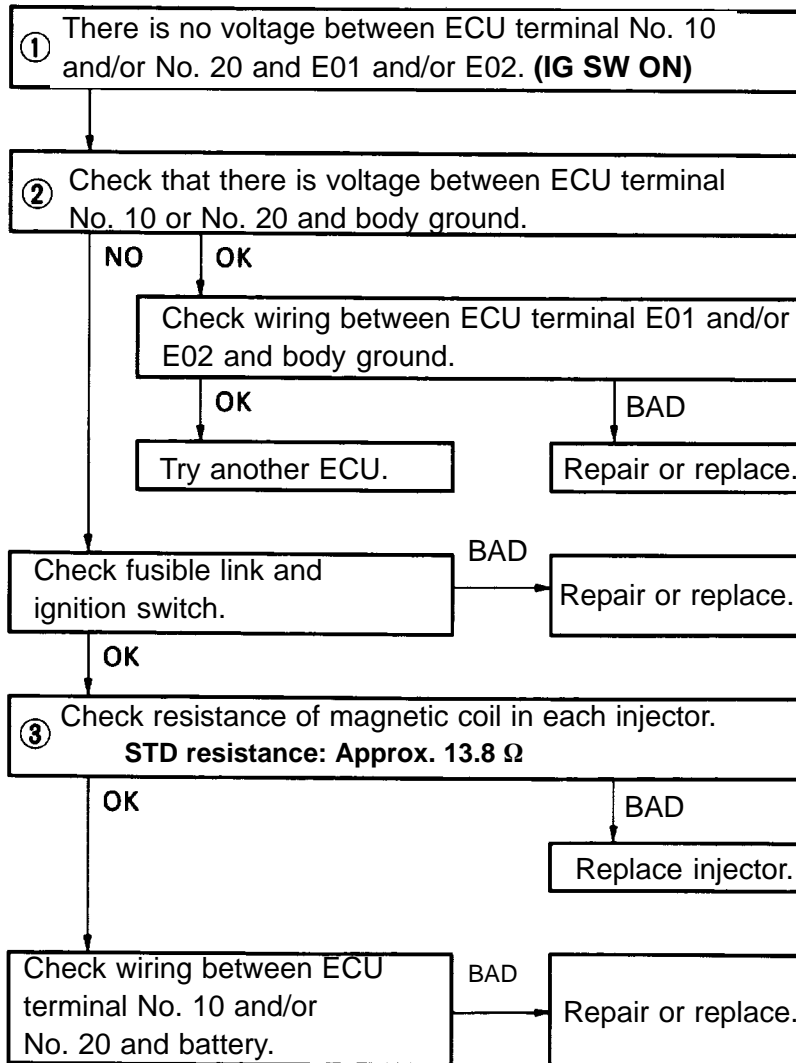 ① There is no voltage between ECU terminal No. 10
and/or No. 20 and E01 and/or E02. (IG SW ON)
② Check that there is voltage between ECU terminal
No. 10 or No. 20 and body ground.
NO
OK
Check wiring between ECU terminal E01 and/or
E02 and body ground.
OK
BAD
Try another ECU.
Repair or replace.
Check fusible link and
ignition switch.
BAD
Repair or replace.
OK
③ Check resistance of magnetic coil in each injector.
STD resistance: Approx. 13.8 Ω
OK
BAD
Replace injector.
Check wiring between ECU
terminal No. 10 and/or
No. 20 and battery.
BAD
Repair or replace.